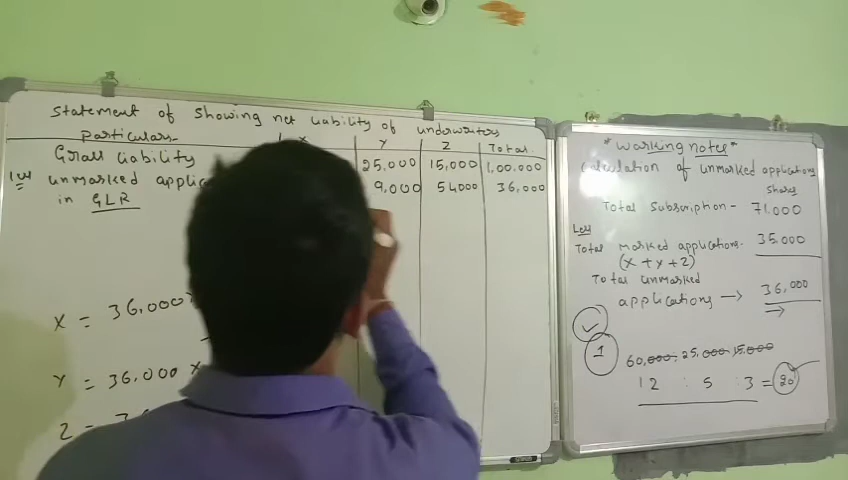 Statement of Showing net liability of underwriters
Particulars X Y Z Total
Gross liability 25,000 15,000 1,00,000
Less unmarked 9,000 54000 36,000
in GLR
X = 36,000
Y = 36,000 X
Z =
*Working notes*
Calculation of unmarked applications
Shares
Total Subscription - 71,000
Less
Total marked applications- 35,000
(X + Y + Z)
Total unmarked
applications → 36,000
1
60,000: 25,000 15,000
12 : 5 : 3 = 20